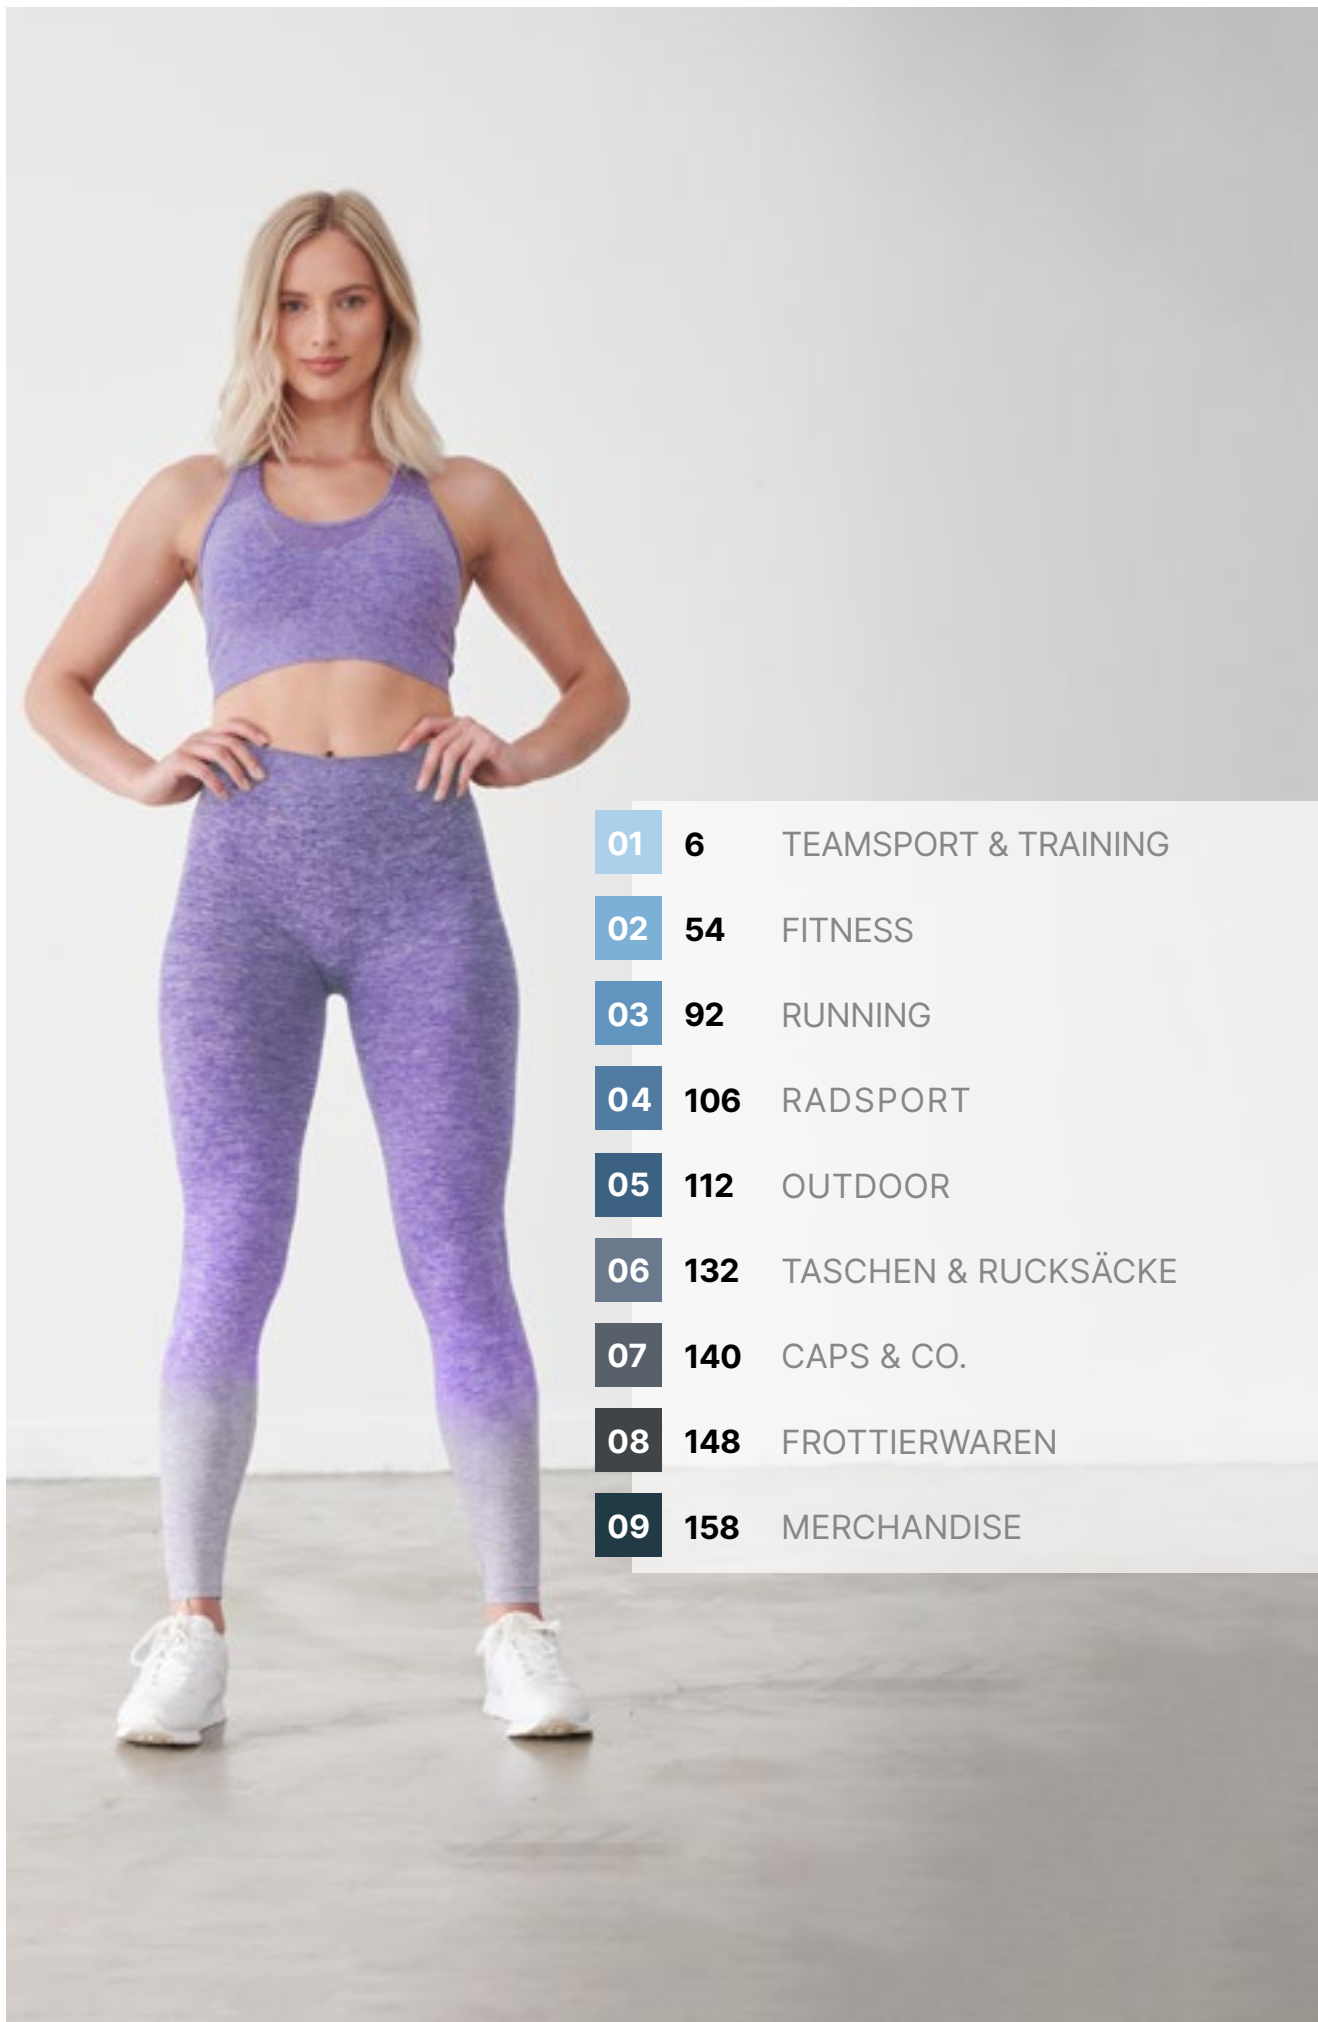 01 6 TEAMSPORT & TRAINING
02 54 FITNESS
03 92 RUNNING
04 106 RADSPORT
05 112 OUTDOOR
06 132 TASCHEN & RUCKSÄCKE
07 140 CAPS & CO.
08 148 FROTTIERWAREN
09 158 MERCHANDISE